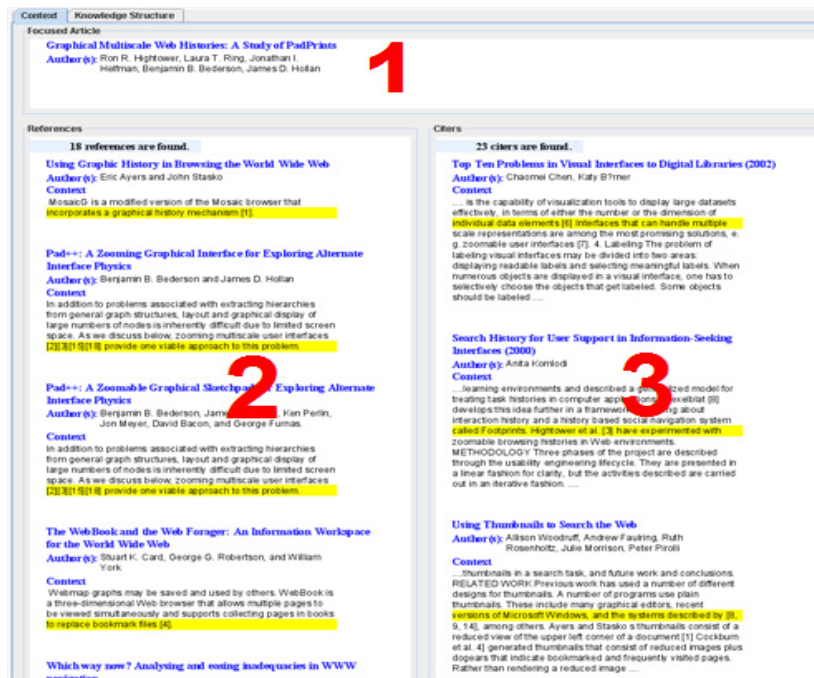 Context Knowledge Structure
Focused Article
Graphical Multiscale Web Histories: A Study of PadPrints
Author(s): Ron R. Hightower, Laura T. Ring, Jonathan I.
Helfman, Benjamin B. Bederson, James D. Hollan
1
References
18 references are found.
Using Graphic History in Browsing the World Wide Web
Author(s): Eric Ayers and John Stasko
Context
MosaicG is a modified version of the Mosaic browser that
incorporates a graphical history mechanism [1].
Pad++: A Zooming Graphical Interface for Exploring Alternate
Interface Physics
Author(s): Benjamin B. Bederson and James D. Hollan
Context
In addition to problems associated with extracting hierarchies
from general graph structures, layout and graphical display of
large numbers of nodes is inherently difficult due to limited screen
space. As we discuss below, zooming multiscale user interfaces
[2][3][15][18] provide one viable approach to this problem.
2
Pad++: A Zoomable Graphical Sketchpad Exploring Alternate
Interface Physics
Author(s): Benjamin B. Bederson, Ken Perlin,
Jon Meyer, David Bacon, and George Furnas.
Context
In addition to problems associated with extracting hierarchies
from general graph structures, layout and graphical display of
large numbers of nodes is inherently difficult due to limited screen
space. As we discuss below, zooming multiscale user interfaces
[2][3][15][18] provide one viable approach to this problem.
The WebBook and the Web Forager: An Information Workspace
for the World Wide Web
Author(s): Stuart K. Card, George G. Robertson, and William
York
Context
Webmap graphs may be saved and used by others. WebBook is
a three-dimensional Web browser that allows multiple pages to
be viewed simultaneously and supports collecting pages in books
to replace bookmark files [4].
Which way now? Analysing and easing inadequacies in WWW
Citers
23 citers are found.
Top Ten Problems in Visual Interfaces to Digital Libraries (2002)
Author(s): Chaomei Chen, Katy B?rner
Context
.... is the capability of visualization tools to display large datasets
effectively, in terms of either the number or the dimension of
individual data elements [6] Interfaces that can handle multiple
scale representations are among the most promising solutions, e.
g. zoomable user interfaces [7]. 4. Labeling The problem of
labeling visual interfaces may be divided into two areas:
displaying readable labels and selecting meaningful labels. When
numerous objects are displayed in a visual interface, one has to
selectively choose the objects that get labeled. Some objects
should be labeled ....
Search History for User Support in Information-Seeking
Interfaces (2000)
Author(s): Anita Komlodi
Context
....learning environments and described a model for
treating task histories in computer [8]
develops this idea further in a about
interaction history and a history based social navigation system
called Footprints. Hightower et al. [3] have experimented with
zoomable browsing histories in Web environments.
METHODOLOGY Three phases of the project are described
through the usability engineering lifecycle. They are presented in
a linear fashion for clarity, but the activities described are carried
out in an iterative fashion. ....
3
Using Thumbnails to Search the Web
Author(s): Allison Woodruff, Andrew Faulring, Ruth
Rosenholtz, Julie Morrison, Peter Pirolli
Context
....thumbnails in a search task, and future work and conclusions.
RELATED WORK Previous work has used a number of different
designs for thumbnails. A number of programs use plain
thumbnails. These include many graphical editors, recent
versions of Microsoft Windows, and the systems described by [8,
9, 14], among others. Ayers and Stasko s thumbnails consist of a
reduced view of the upper left corner of a document [1] Cockburn
et al. 4] generated thumbnails that consist of reduced images plus
dogears that indicate bookmarked and frequently visited pages.
Rather than rendering a reduced image ....